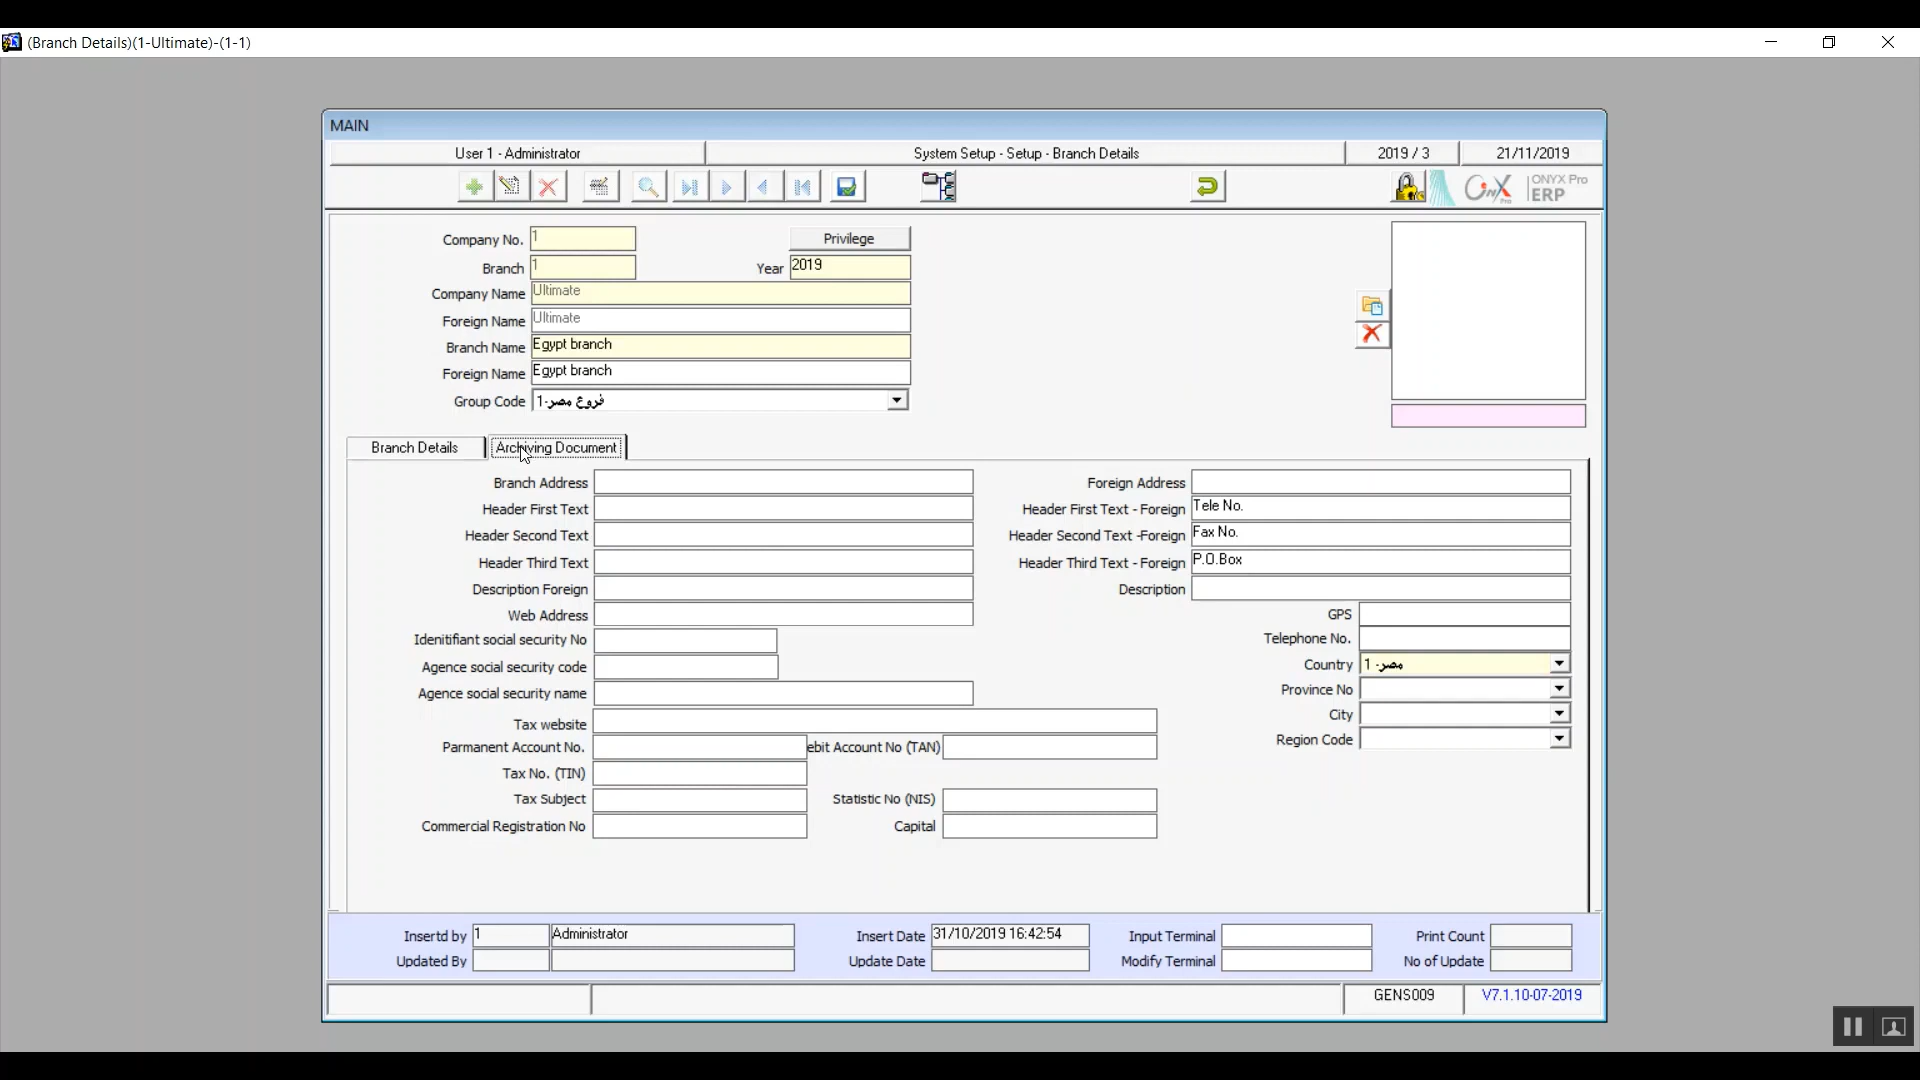 (Branch Details)(1-Ultimate)-(1-1)
MAIN
User 1 - Administrator
System Setup - Setup - Branch Details
2019 / 3
21/11/2019
Onyx Pro
ONYX Pro
ERP
Company No. 1
Privilege
Branch 1
Year 2019
Company Name Ultimate
Foreign Name Ultimate
Branch Name Egypt branch
Foreign Name Egypt branch
Group Code 1-فروع مصر
Branch Details
Archiving Document
Branch Address
Foreign Address
Header First Text
Header First Text - Foreign Tele No.
Header Second Text
Header Second Text -Foreign Fax No.
Header Third Text
Header Third Text - Foreign P.O.Box
Description Foreign
Description
Web Address
GPS
Idenitifiant social security No
Telephone No.
Agence social security code
Country 1 -مصر
Agence social security name
Province No
Tax website
City
Parmanent Account No.
ebit Account No (TAN)
Region Code
Tax No. (TIN)
Tax Subject
Statistic No (NIS)
Commercial Registration No
Capital
Insertd by 1 Administrator
Insert Date 31/10/2019 16:42:54
Input Terminal
Print Count
Updated By
Update Date
Modify Terminal
No of Update
GENS009
V7.1.10-07-2019